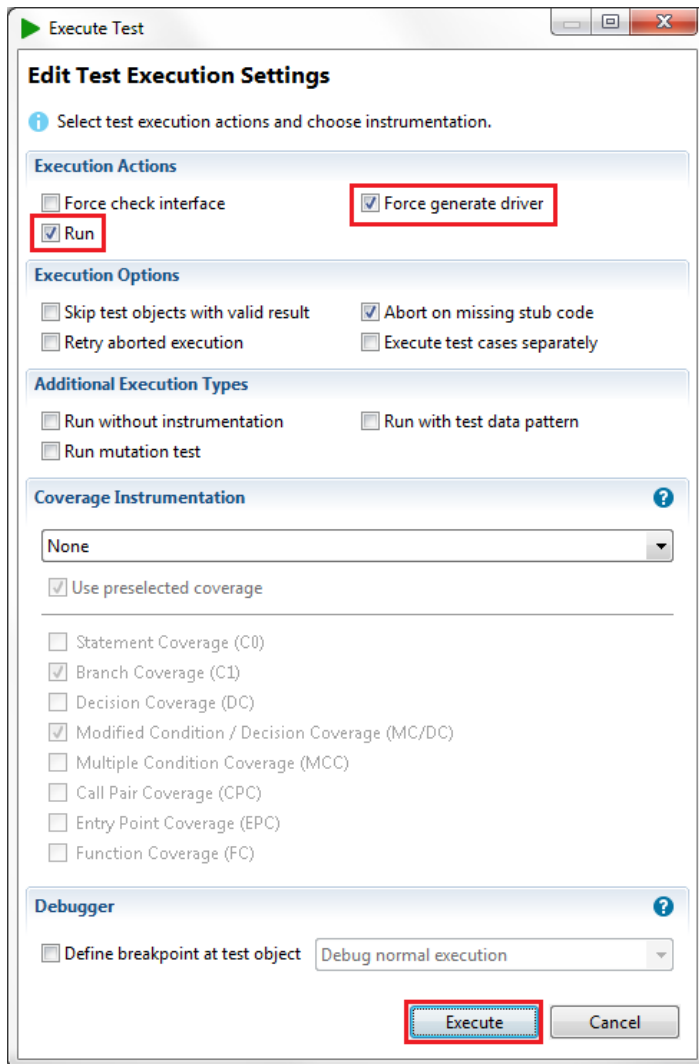 Execute Test
Edit Test Execution Settings
Select test execution actions and choose instrumentation.
Execution Actions
Force check interface
Force generate driver
Run
Execution Options
Skip test objects with valid result
Abort on missing stub code
Retry aborted execution
Execute test cases separately
Additional Execution Types
Run without instrumentation
Run with test data pattern
Run mutation test
Coverage Instrumentation
None
Use preselected coverage
Statement Coverage (C0)
Branch Coverage (C1)
Decision Coverage (DC)
Modified Condition / Decision Coverage (MC/DC)
Multiple Condition Coverage (MCC)
Call Pair Coverage (CPC)
Entry Point Coverage (EPC)
Function Coverage (FC)
Debugger
Define breakpoint at test object
Debug normal execution
Execute
Cancel